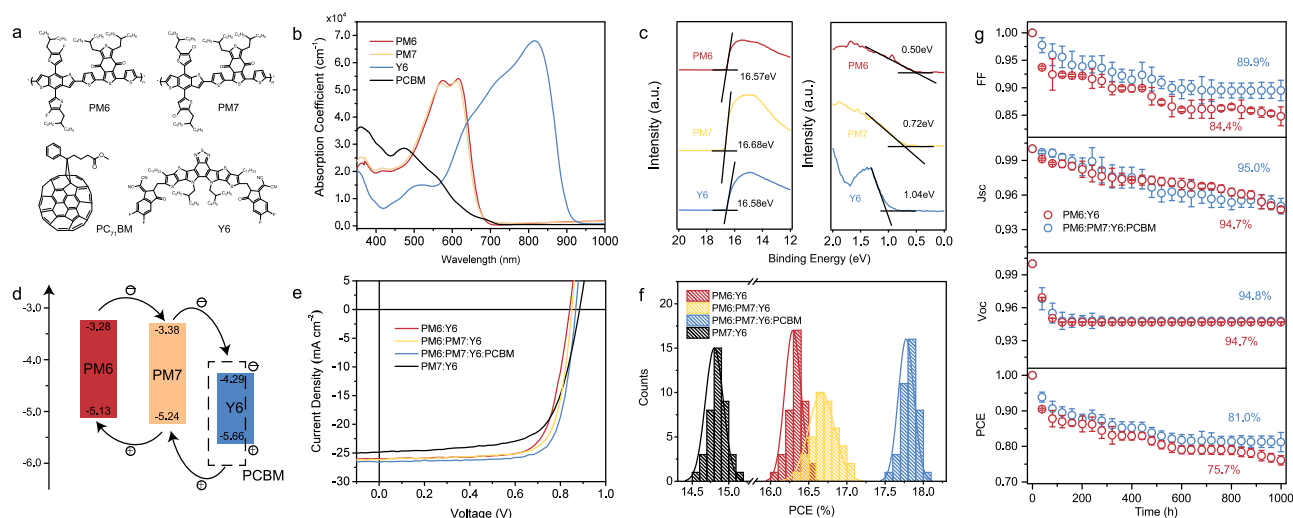 a
PM6
PM7
PC₇₁BM
Y6
b
×10⁴
Absorption Coefficient (cm⁻¹)
7.0
6.0
5.0
4.0
3.0
2.0
1.0
0.0
PM6
PM7
Y6
PCBM
400 500 600 700 800 900 1000
Wavelength (nm)
c
Intensity (a.u.)
PM6
16.57eV
PM7
16.68eV
Y6
16.58eV
20 18 16 14 12
Intensity (a.u.)
PM6
0.50eV
PM7
0.72eV
Y6
1.04eV
2.0 1.5 1.0 0.5 0.0
Binding Energy (eV)
d
-3.0
-4.0
-5.0
-6.0
-3.28
PM6
-5.13
-3.38
PM7
-5.24
-4.29
Y6
-5.66
PCBM
e
Current Density (mA cm⁻²)
5
0
-5
-10
-15
-20
-25
-30
PM6:Y6
PM6:PM7:Y6
PM6:PM7:Y6:PCBM
PM7:Y6
0.0 0.2 0.4 0.6 0.8 1.0
Voltage (V)
f
Counts
25
20
15
10
5
0
PM6:Y6
PM6:PM7:Y6
PM6:PM7:Y6:PCBM
PM7:Y6
14.5 15.0 16.0 16.5 17.0 17.5 18.0
PCE (%)
g
FF
1.00
0.95
0.90
0.85
89.9%
84.4%
Jsc
0.99
0.96
0.93
95.0%
94.7%
PM6:Y6
PM6:PM7:Y6:PCBM
Voc
0.99
0.96
0.93
0.90
94.8%
94.7%
PCE
1.00
0.90
0.80
0.70
81.0%
75.7%
0 200 400 600 800 1000
Time (h)